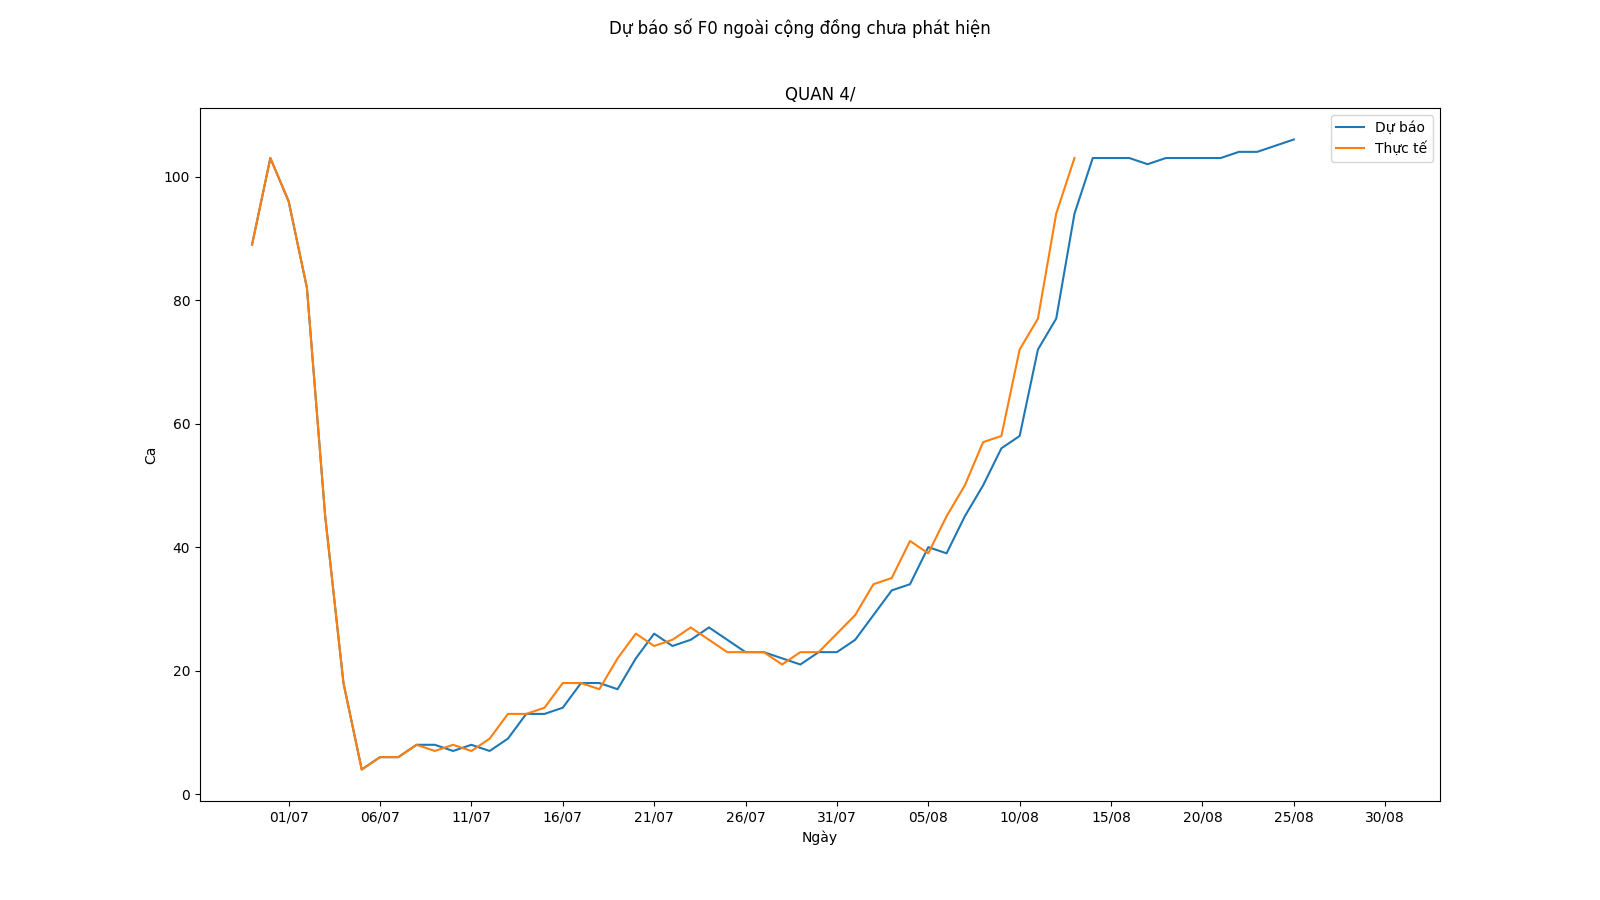 Dự báo số F0 ngoài cộng đồng chưa phát hiện
QUAN 4/
Dự báo
Thực tế
100
80
60
40
20
0
Ca
01/07 06/07 11/07 16/07 21/07 26/07 31/07 05/08 10/08 15/08 20/08 25/08 30/08
Ngày